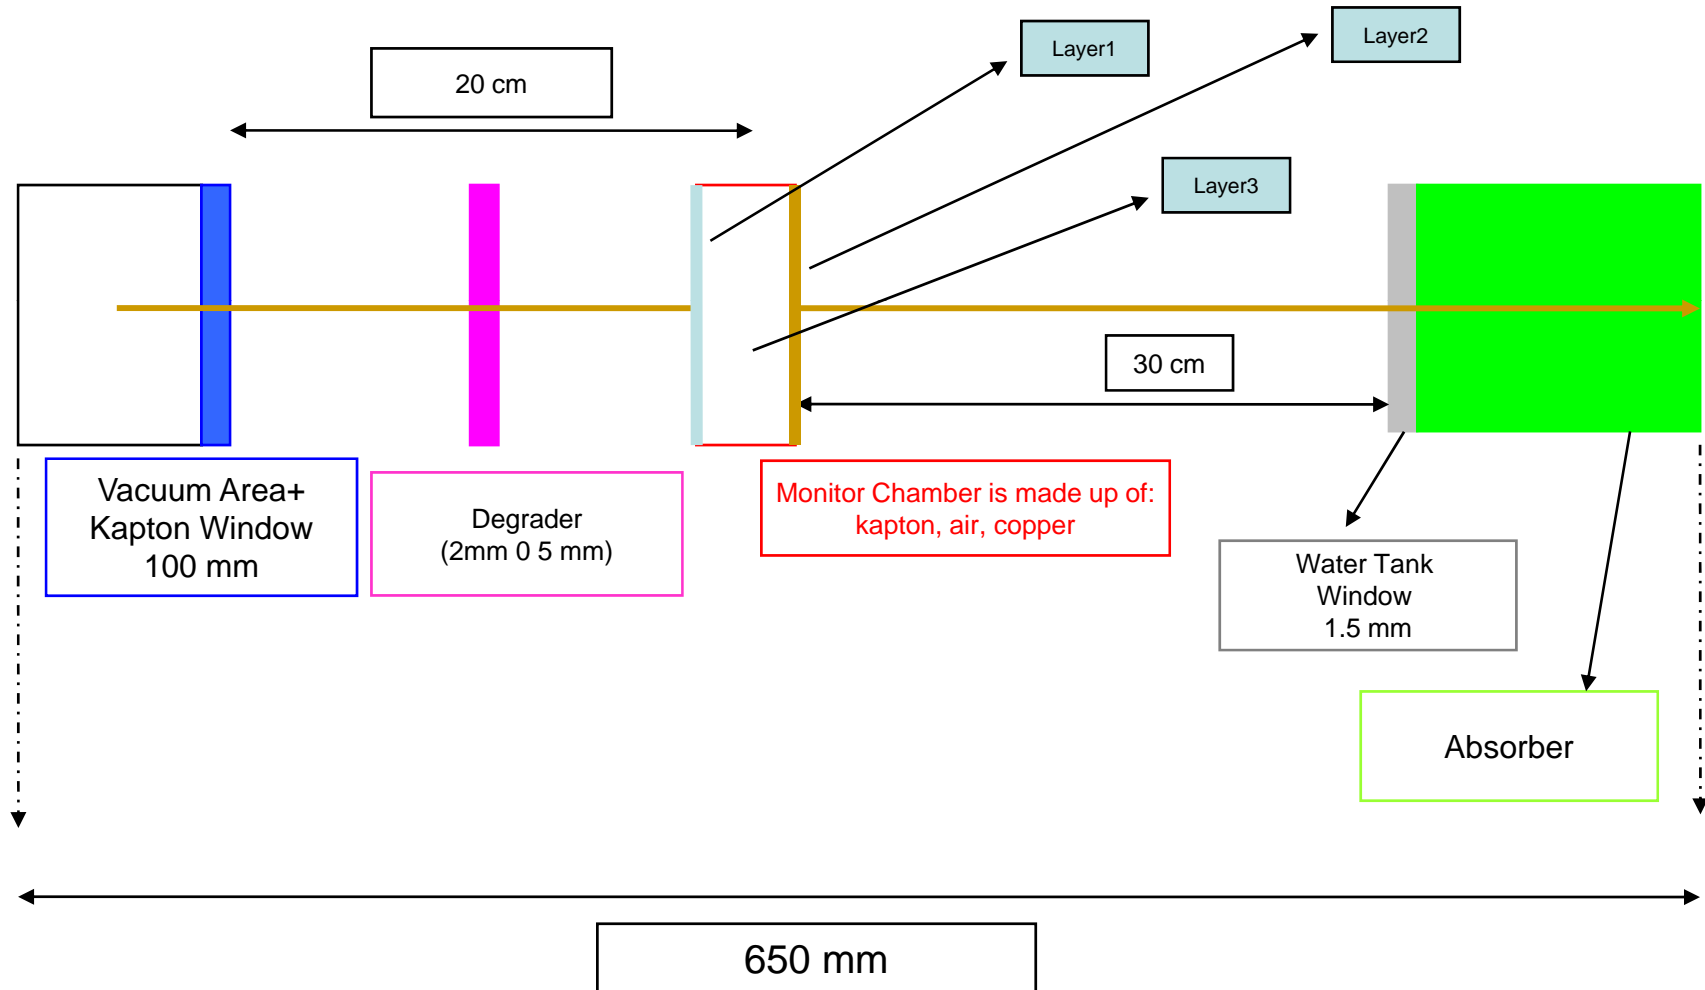 Layer1
Layer2
20 cm
Layer3
30 cm
Vacuum Area+
Kapton Window
100 mm
Degrader
(2mm 0 5 mm)
Monitor Chamber is made up of:
kapton, air, copper
Water Tank
Window
1.5 mm
Absorber
650 mm